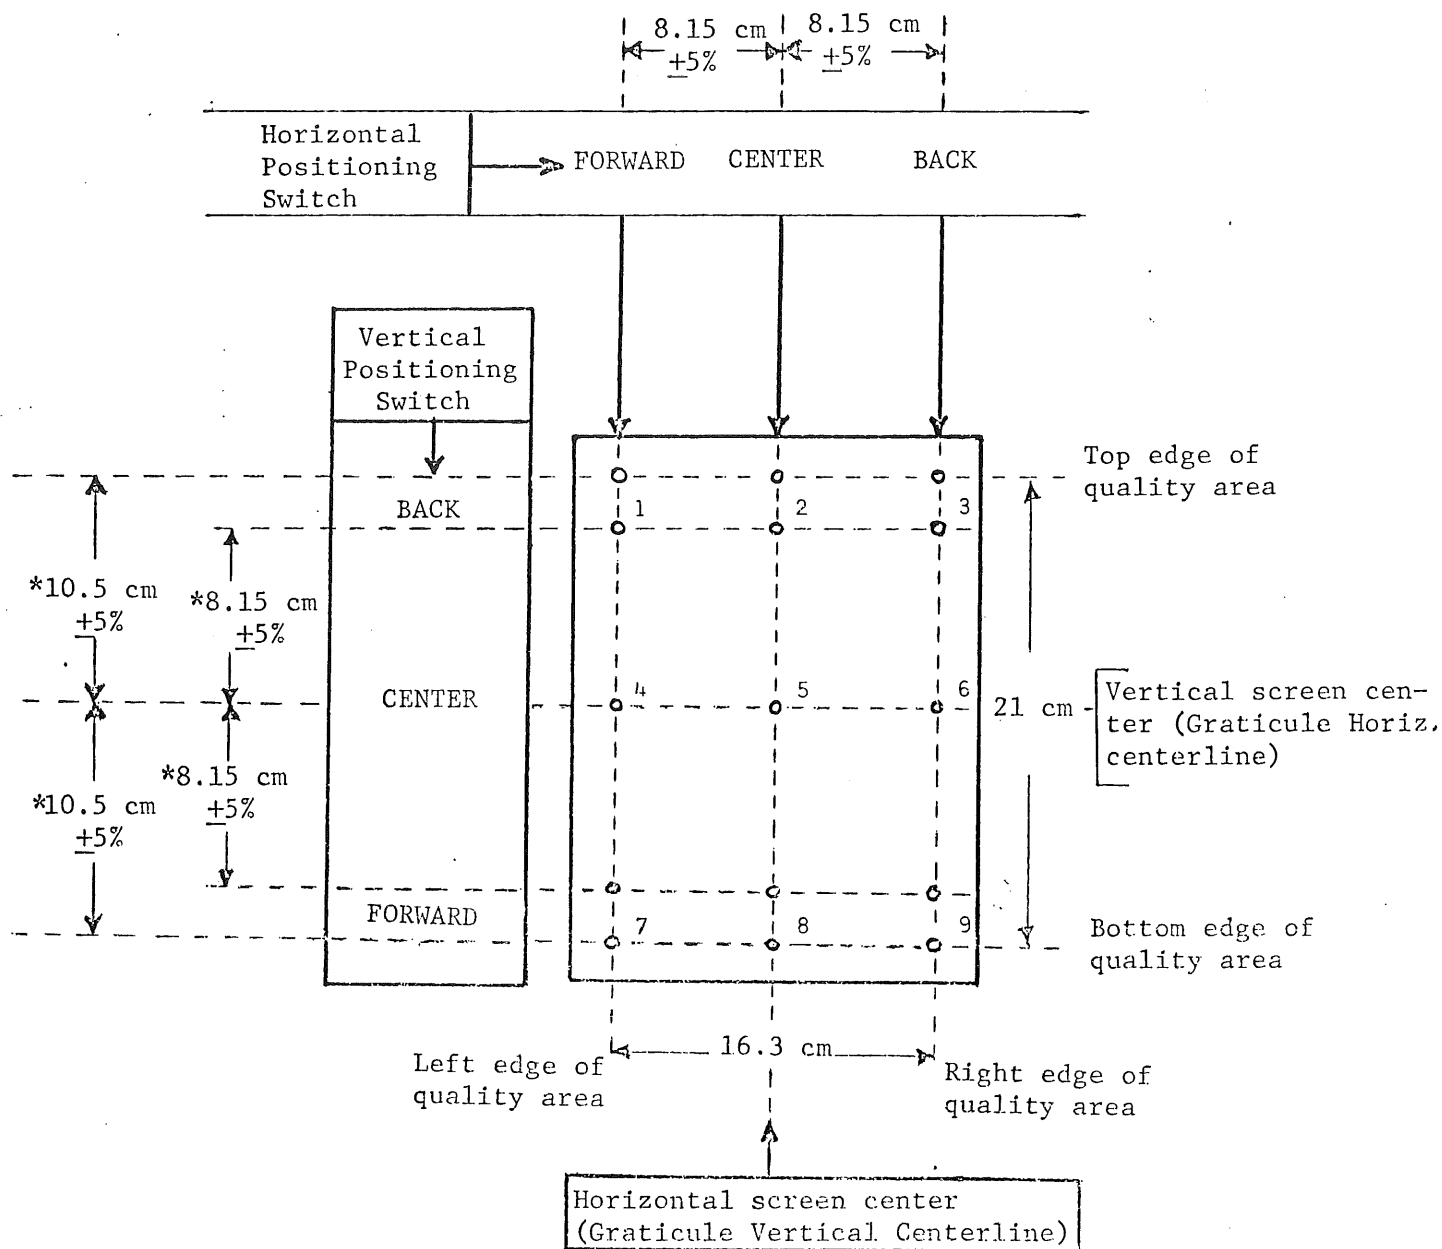 8.15 cm 8.15 cm
±5% ±5%
Horizontal
Positioning
Switch
FORWARD CENTER BACK
Vertical
Positioning
Switch
BACK
CENTER
FORWARD
*10.5 cm
±5%
*8.15 cm
±5%
*8.15 cm
±5%
*10.5 cm
±5%
1 2 3
4 5 6
7 8 9
Top edge of
quality area
21 cm
Vertical screen cen-
ter (Graticule Horiz.
centerline)
Bottom edge of
quality area
16.3 cm
Left edge of
quality area
Right edge of
quality area
Horizontal screen center
(Graticule Vertical Centerline)